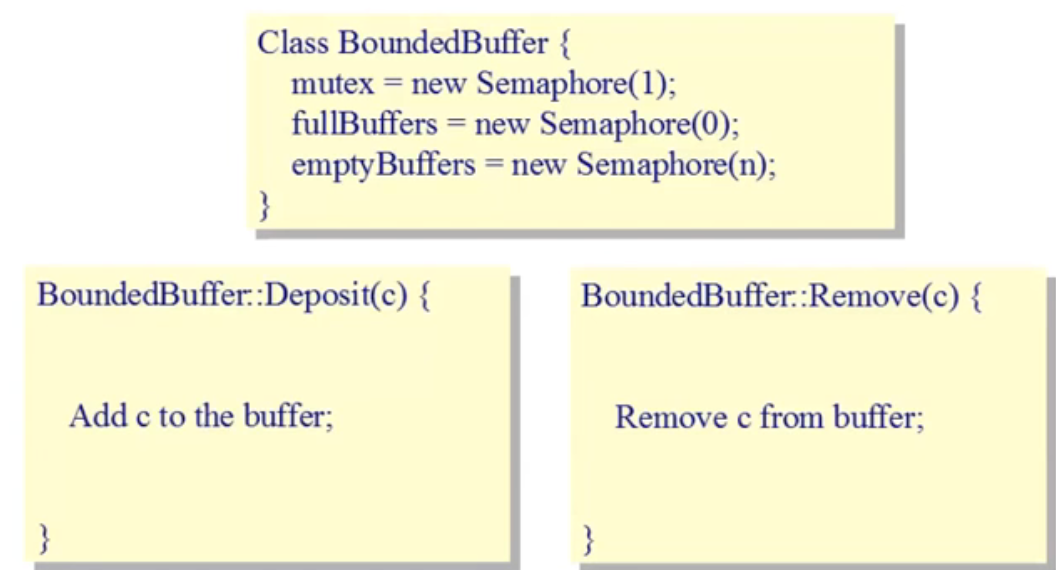 Class BoundedBuffer {
mutex = new Semaphore(1);
fullBuffers = new Semaphore(0);
emptyBuffers = new Semaphore(n);
}
BoundedBuffer::Deposit(c) {
Add c to the buffer;
}
BoundedBuffer::Remove(c) {
Remove c from buffer;
}